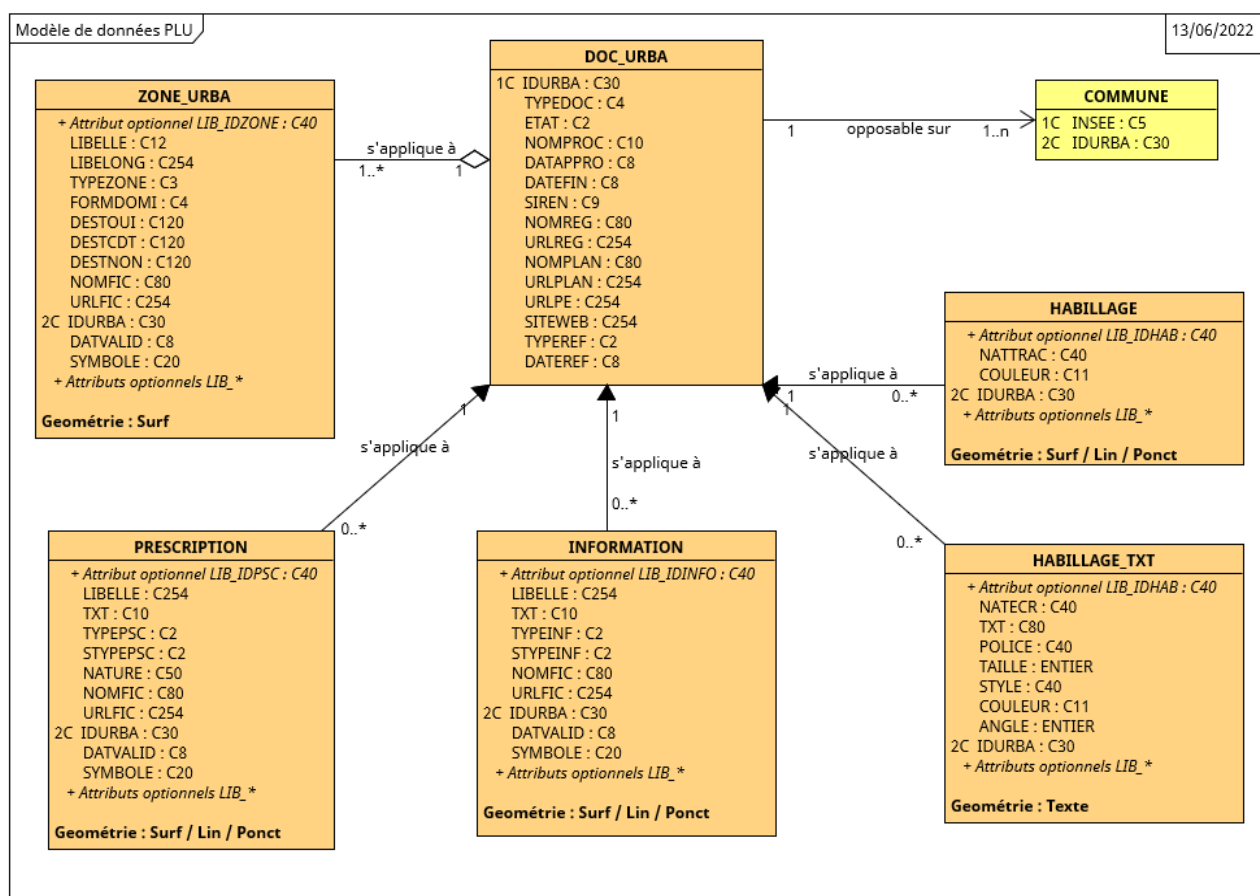 Modèle de données PLU
13/06/2022
DOC_URBA
1C IDURBA : C30
TYPEDOC : C4
ETAT : C2
NOMPROC : C10
DATAPPRO : C8
DATEFIN : C8
SIREN : C9
NOMREG : C80
URLREG : C254
NOMPLAN : C80
URLPLAN : C254
URLPE : C254
SITEWEB : C254
TYPEREF : C2
DATEREF : C8
ZONE_URBA
+ Attribut optionnel LIB_IDZONE : C40
LIBELLE : C12
LIBELONG : C254
TYPEZONE : C3
FORMDOMI : C4
DESTOUI : C120
DESTCDT : C120
DESTNON : C120
NOMFIC : C80
URLFIC : C254
2C IDURBA : C30
DATVALID : C8
SYMBOLE : C20
+ Attributs optionnels LIB_*
Geométrie : Surf
s'applique à
1..*
1
COMMUNE
1C INSEE : C5
2C IDURBA : C30
1
opposable sur
1..n
HABILLAGE
+ Attribut optionnel LIB_IDHAB : C40
NATTRAC : C40
COULEUR : C11
2C IDURBA : C30
+ Attributs optionnels LIB_*
Geométrie : Surf / Lin / Ponct
s'applique à
1
0..*
1
s'applique à
0..*
1
s'applique à
0..*
1
s'applique à
0..*
PRESCRIPTION
+ Attribut optionnel LIB_IDPSC : C40
LIBELLE : C254
TXT : C10
TYPEPSC : C2
STYPEPSC : C2
NATURE : C50
NOMFIC : C80
URLFIC : C254
2C IDURBA : C30
DATVALID : C8
SYMBOLE : C20
+ Attributs optionnels LIB_*
Geométrie : Surf / Lin / Ponct
INFORMATION
+ Attribut optionnel LIB_IDINFO : C40
LIBELLE : C254
TXT : C10
TYPEINF : C2
STYPEINF : C2
NOMFIC : C80
URLFIC : C254
2C IDURBA : C30
DATVALID : C8
SYMBOLE : C20
+ Attributs optionnels LIB_*
Geométrie : Surf / Lin / Ponct
HABILLAGE_TXT
+ Attribut optionnel LIB_IDHAB : C40
NATECR : C40
TXT : C80
POLICE : C40
TAILLE : ENTIER
STYLE : C40
COULEUR : C11
ANGLE : ENTIER
2C IDURBA : C30
+ Attributs optionnels LIB_*
Geométrie : Texte